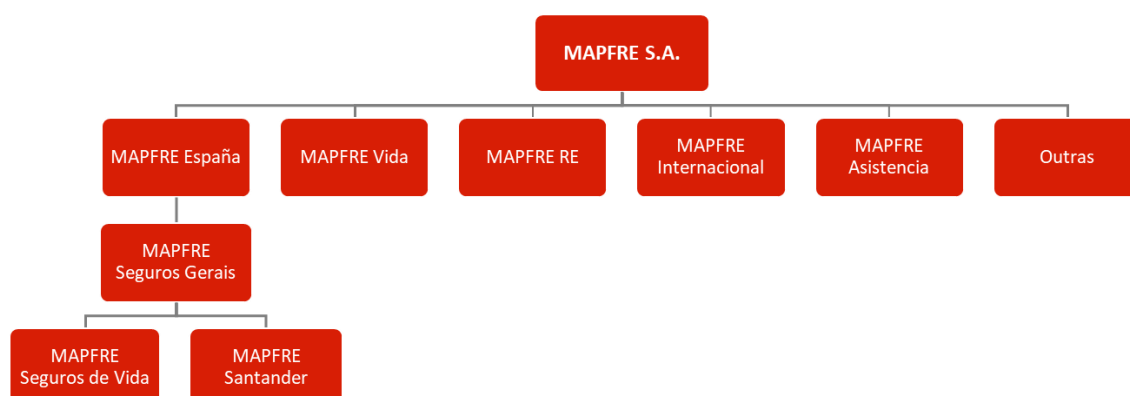 MAPFRE S.A.
MAPFRE España
MAPFRE Vida
MAPFRE RE
MAPFRE
Internacional
MAPFRE
Asistencia
Outras
MAPFRE
Seguros Gerais
MAPFRE
Seguros de Vida
MAPFRE
Santander